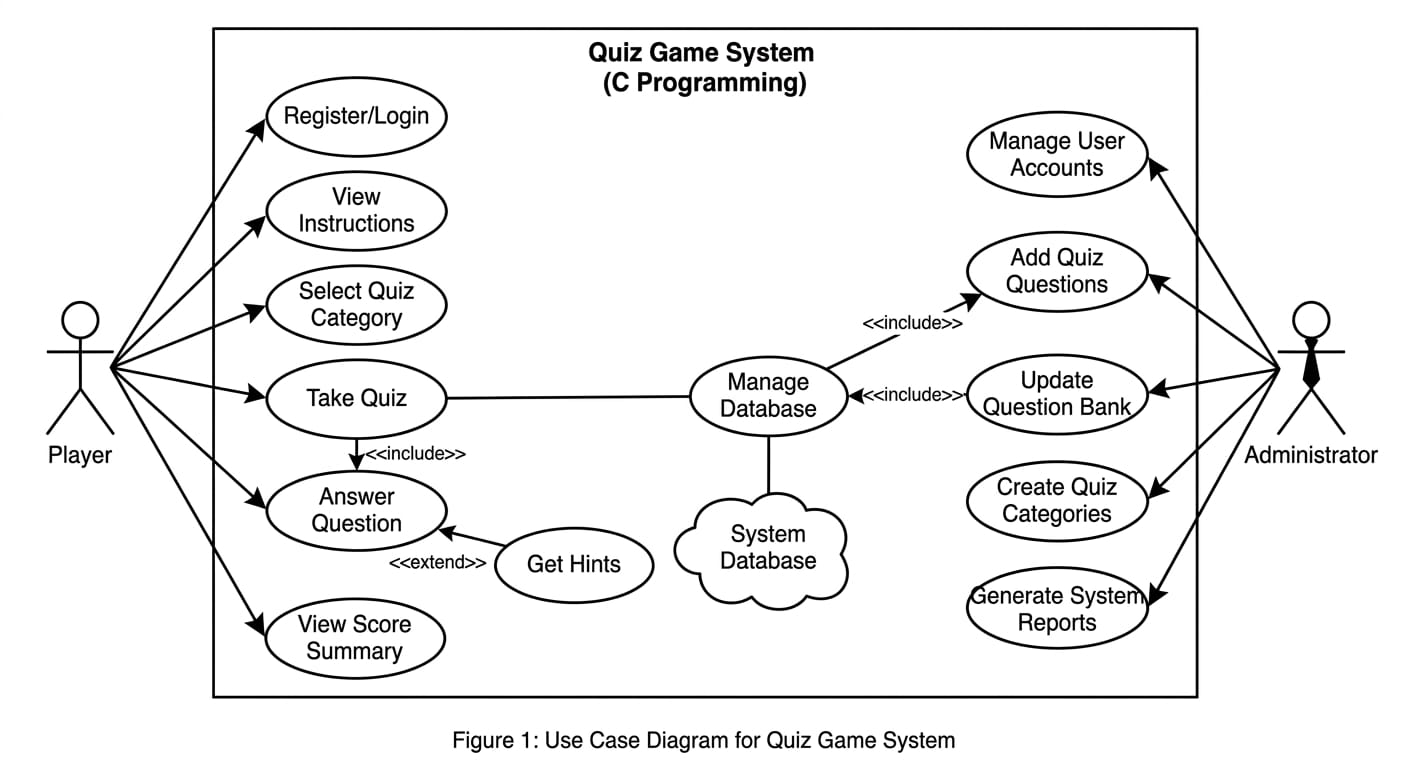 Quiz Game System
(C Programming)
Register/Login
View
Instructions
Select Quiz
Category
Take Quiz
<<include>>
Answer
Question
<<extend>>
Get Hints
View Score
Summary
Player
Manage
Database
System
Database
<<include>>
<<include>>
Manage User
Accounts
Add Quiz
Questions
Update
Question Bank
Create Quiz
Categories
Generate System
Reports
Administrator
Figure 1: Use Case Diagram for Quiz Game System